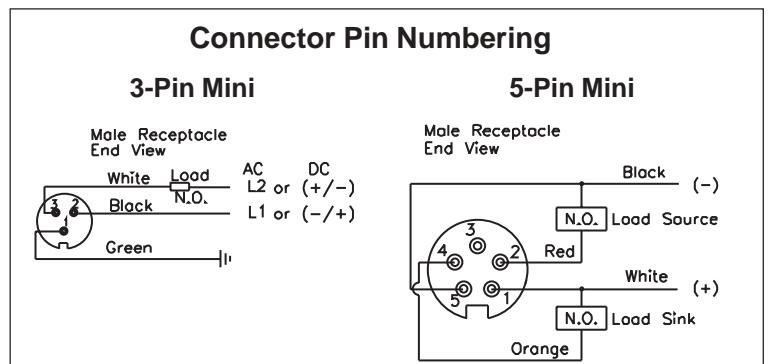 Connector Pin Numbering
3-Pin Mini
Male Receptacle
End View
White Load
N.O.
AC DC
L2 or (+/-)
3 2
1
Black
L1 or (-/+)
Green
5-Pin Mini
Male Receptacle
End View
Black (-)
N.O. Load Source
3
4 2
Red
5 1
White (+)
N.O. Load Sink
Orange